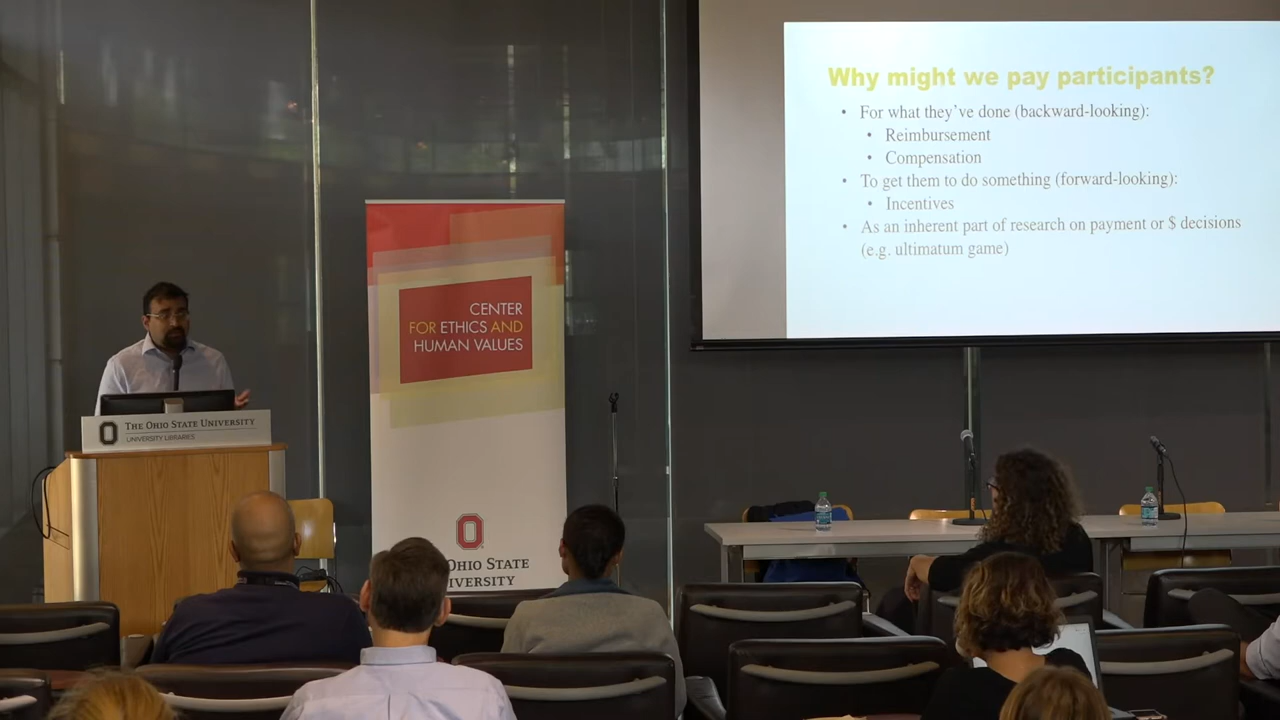 Why might we pay participants?
• For what they've done (backward-looking):
• Reimbursement
• Compensation
• To get them to do something (forward-looking):
• Incentives
• As an inherent part of research on payment or $ decisions
(e.g. ultimatum game)
CENTER
FOR ETHICS AND
HUMAN VALUES
O
THE OHIO STATE UNIVERSITY
UNIVERSITY LIBRARIES
O
OHIO STATE
IVERSITY